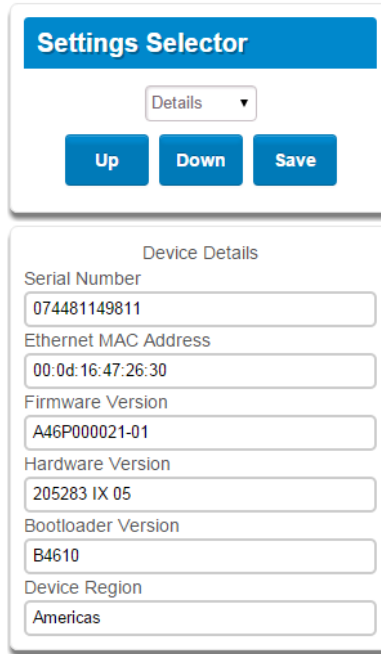 Settings Selector
Details
Up Down Save
Device Details
Serial Number
074481149811
Ethernet MAC Address
00:0d:16:47:26:30
Firmware Version
A46P000021-01
Hardware Version
205283 IX 05
Bootloader Version
B4610
Device Region
Americas